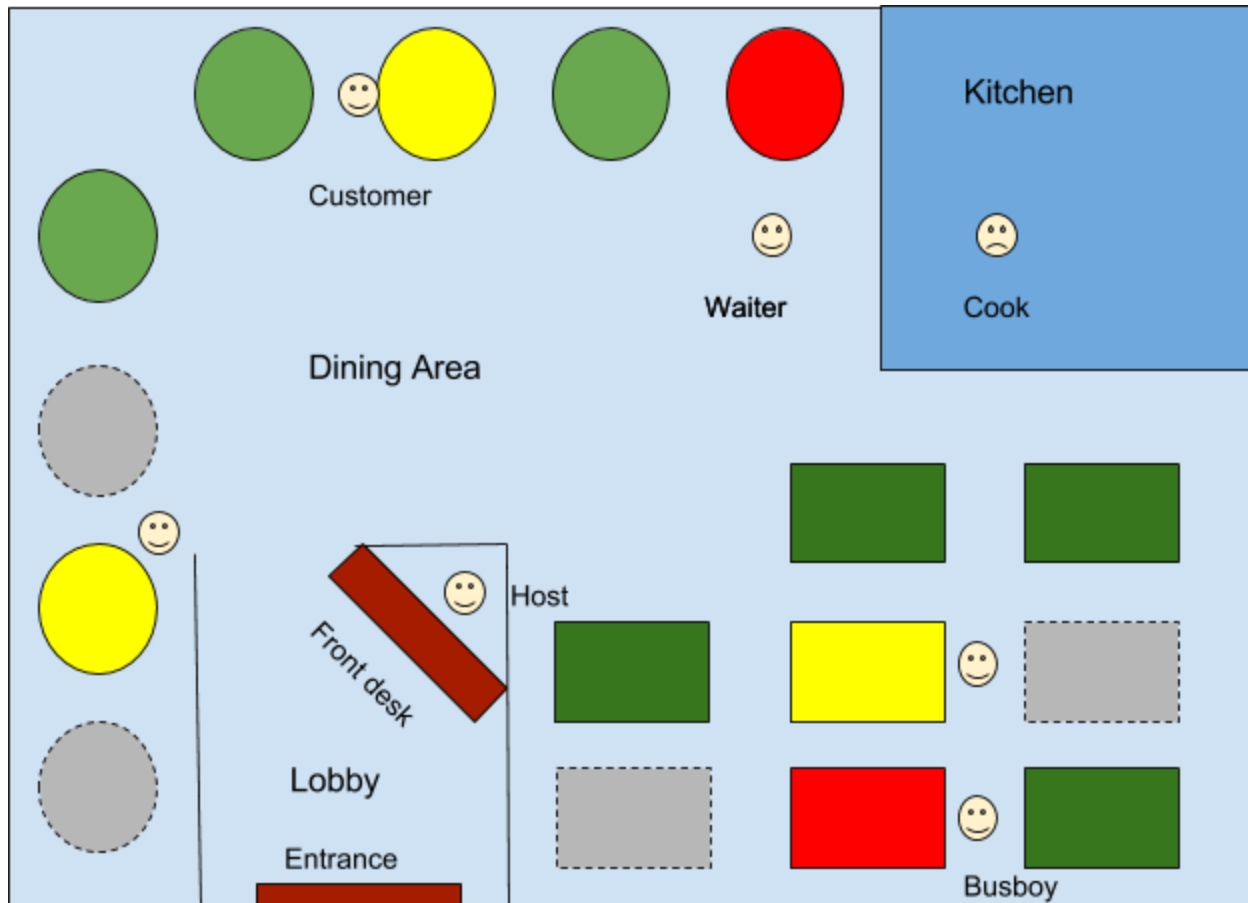 Kitchen
Customer
Waiter
Cook
Dining Area
Host
Front desk
Lobby
Entrance
Busboy